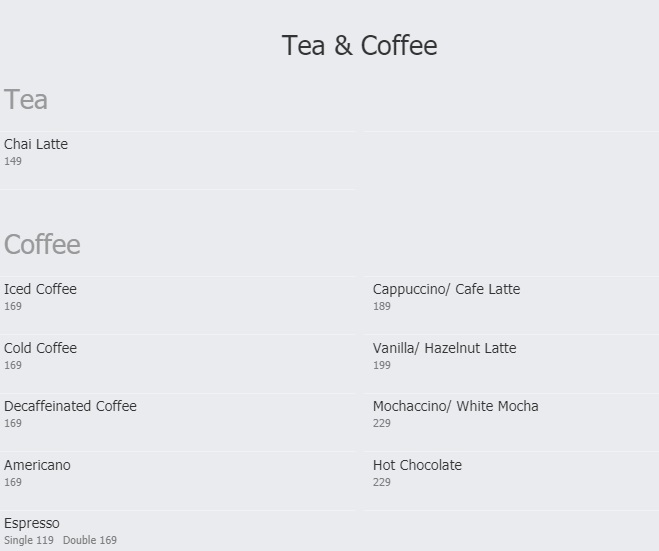 Tea & Coffee
Tea
Chai Latte
149
Coffee
Iced Coffee
169
Cappuccino/ Cafe Latte
189
Cold Coffee
169
Vanilla/ Hazelnut Latte
199
Decaffeinated Coffee
169
Mochaccino/ White Mocha
229
Americano
169
Hot Chocolate
229
Espresso
Single 119 Double 169